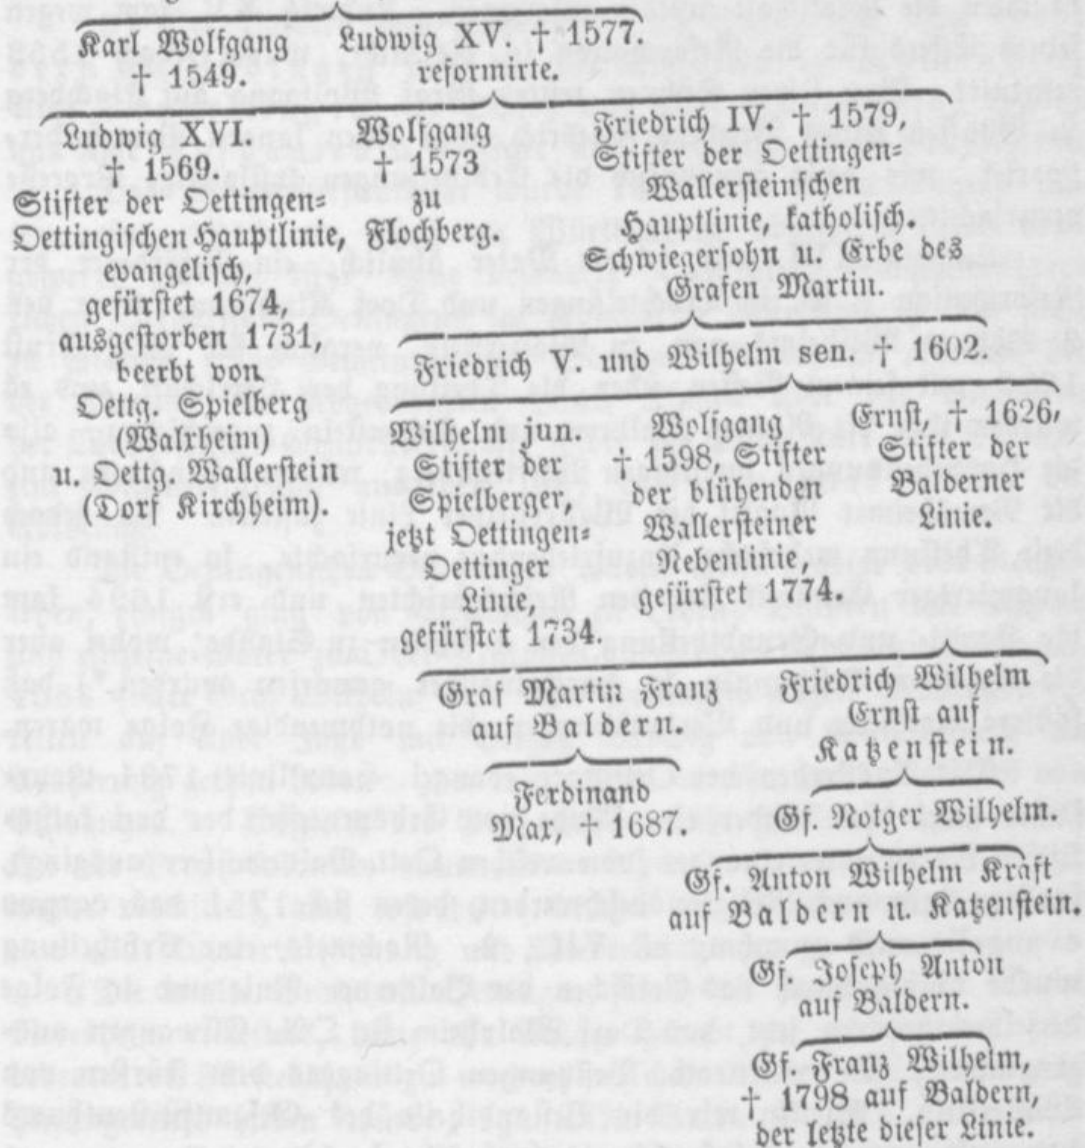 Karl Wolfgang
† 1549.
Ludwig XV. † 1577.
reformirte.
Ludwig XVI.
† 1569.
Stifter der Oettingen-
Oettingischen Hauptlinie,
evangelisch,
gefürstet 1674,
ausgestorben 1731,
beerbt von
Oettg. Spielberg
(Walxheim)
u. Oettg. Wallerstein
(Dorf Kirchheim).
Wolfgang
† 1573
zu
Flochberg.
Friedrich IV. † 1579,
Stifter der Oettingen-
Wallersteinschen
Hauptlinie, katholisch.
Schwiegersohn u. Erbe des
Grafen Martin.
Friedrich V. und Wilhelm sen. † 1602.
Wilhelm jun.
Stifter der
Spielberger,
jetzt Oettingen-
Oettinger
Linie,
gefürstet 1734.
Wolfgang
† 1598 Stifter
der blühenden
Wallersteiner
Nebenlinie,
gefürstet 1774.
Ernst, † 1626,
Stifter der
Balderner
Linie.
Graf Martin Franz
auf Baldern.
Ferdinand
Max, † 1687.
Friedrich Wilhelm
Ernst auf
Katzenstein.
Gf. Notger Wilhelm.
Gf. Anton Wilhelm Kraft
auf Baldern u. Katzenstein.
Gf. Joseph Anton
auf Baldern.
Gf. Franz Wilhelm,
† 1798 auf Baldern,
der letzte dieser Linie.